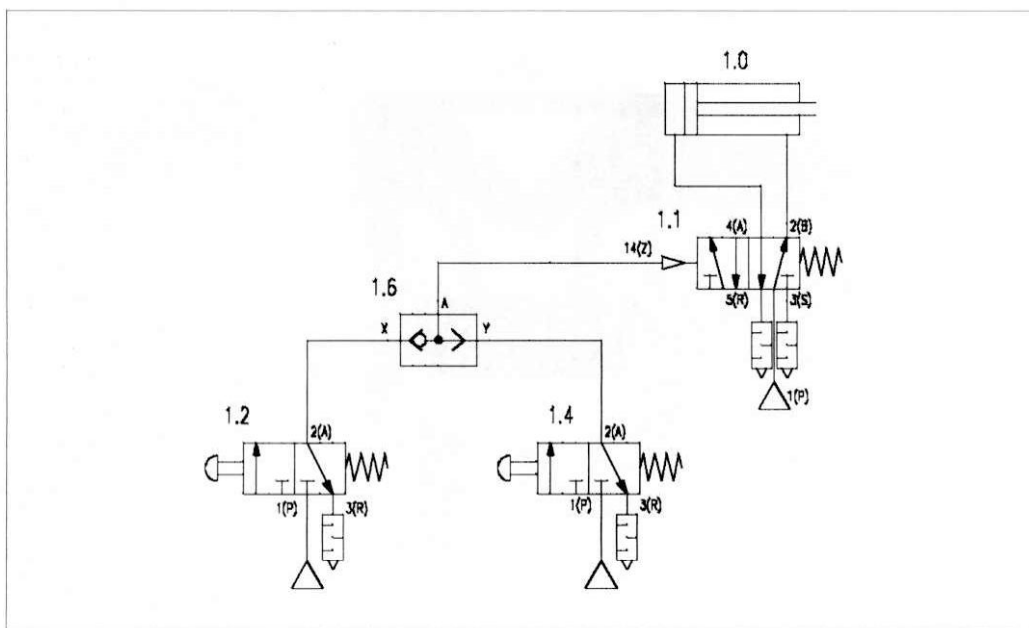 1.0
1.1
4(A)
2(B)
14(Z)
5(R)
3(S)
1(P)
1.6
A
X
Y
1.2
2(A)
1(P)
3(R)
1.4
2(A)
1(P)
3(R)